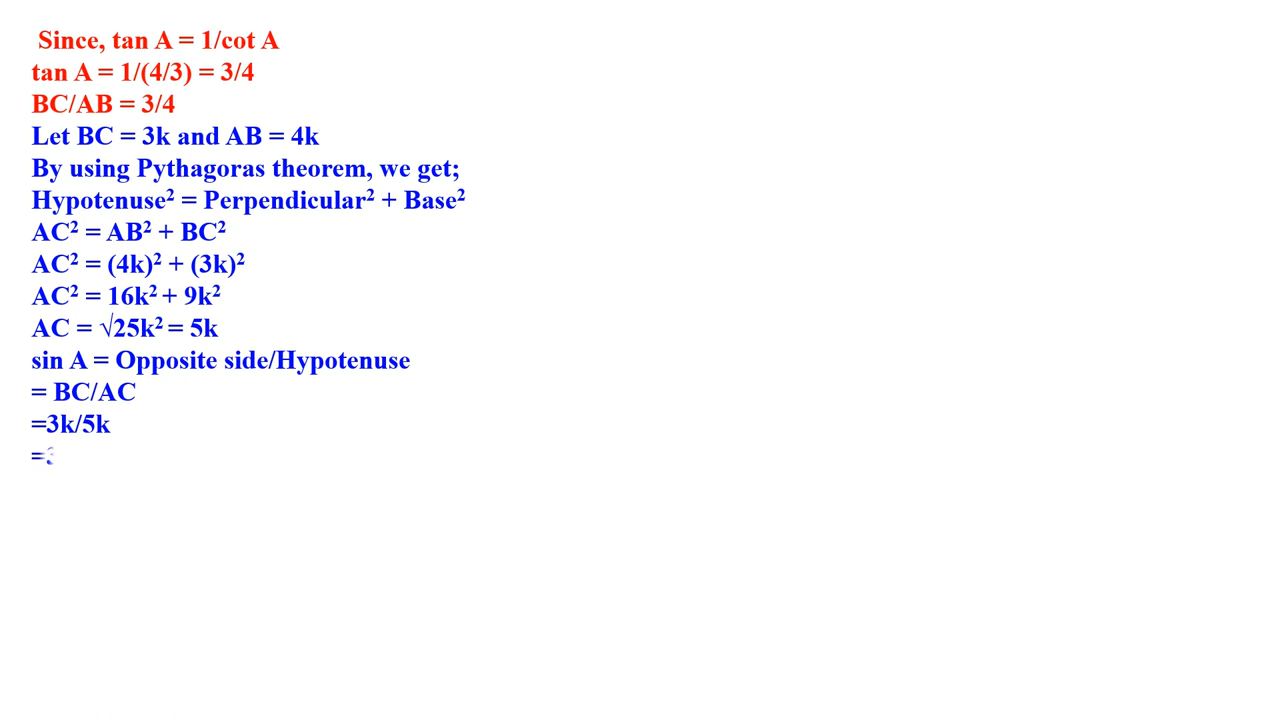 Since, tan A = 1/cot A
tan A = 1/(4/3) = 3/4
BC/AB = 3/4
Let BC = 3k and AB = 4k
By using Pythagoras theorem, we get;
Hypotenuse² = Perpendicular² + Base²
AC² = AB² + BC²
AC² = (4k)² + (3k)²
AC² = 16k² + 9k²
AC = √25k² = 5k
sin A = Opposite side/Hypotenuse
= BC/AC
=3k/5k
=